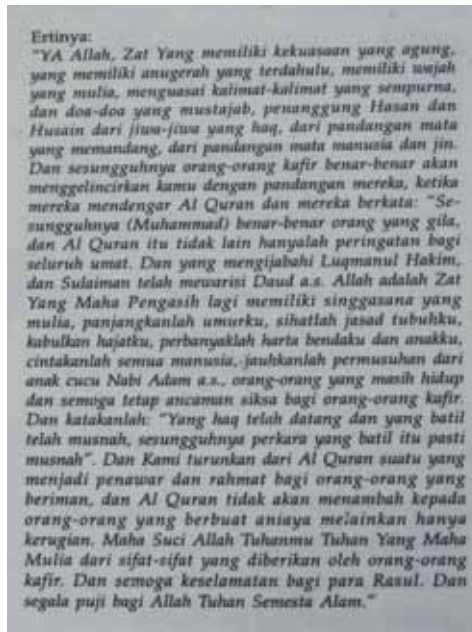 Ertinya:
"YA Allah, Zat Yang memiliki kekuasaan yang agung,
yang memiliki anugerah yang terdahulu, memiliki wajah
yang mulia, menguasai kalimat-kalimat yang sempurna,
dan doa-doa yang mustajab, penanggung Hasan dan
Husain dari jiwa-jiwa yang haq, dari pandangan mata
yang memandang, dari pandangan mata manusia dan jin.
Dan sesungguhnya orang-orang kafir benar-benar akan
menggelincirkan kamu dengan pandangan mereka, ketika
mereka mendengar Al Quran dan mereka berkata: "Se-
sungguhnya (Muhammad) benar-benar orang yang gila,
dan Al Quran itu tidak lain hanyalah peringatan bagi
seluruh umat. Dan yang mengijabahi Luqmanul Hakim,
dan Sulaiman telah mewarisi Daud a.s. Allah adalah Zat
Yang Maha Pengasih lagi memiliki singgasana yang
mulia, panjangkanlah umurku, sihatlah jasad tubuhku,
kabulkan hajatku, perbanyaklah harta bendaku dan anakku,
cintakanlah semua manusia, jauhkanlah permusuhan dari
anak cucu Nabi Adam a.s., orang-orang yang masih hidup
dan semoga tetap ancaman siksa bagi orang-orang kafir.
Dan katakanlah: "Yang haq telah datang dan yang batil
telah musnah, sesungguhnya perkara yang batil itu pasti
musnah". Dan Kami turunkan dari Al Quran suatu yang
menjadi penawar dan rahmat bagi orang-orang yang
beriman, dan Al Quran tidak akan menambah kepada
orang-orang yang berbuat aniaya melainkan hanya
kerugian. Maha Suci Allah Tuhanmu Tuhan Yang Maha
Mulia dari sifat-sifat yang diberikan oleh orang-orang
kafir. Dan semoga keselamatan bagi para Rasul. Dan
segala puji bagi Allah Tuhan Semesta Alam."